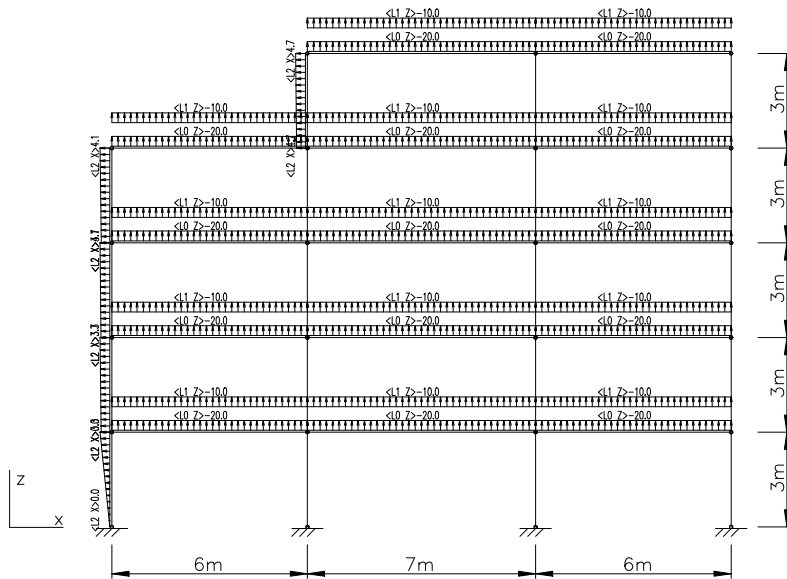 <L1 Z>-10.0 <L1 Z>-10.0
<L0 Z>-20.0 <L0 Z>-20.0
<L2 X>4.7
3m
<L1 Z>-10.0 <L1 Z>-10.0 <L1 Z>-10.0
<L0 Z>-20.0 <L0 Z>-20.0 <L0 Z>-20.0
<L2 X>4.1
3m
<L1 Z>-10.0 <L1 Z>-10.0 <L1 Z>-10.0
<L0 Z>-20.0 <L0 Z>-20.0 <L0 Z>-20.0
3m
<L1 Z>-10.0 <L1 Z>-10.0 <L1 Z>-10.0
<L0 Z>-20.0 <L0 Z>-20.0 <L0 Z>-20.0
3m
<L1 Z>-10.0 <L1 Z>-10.0 <L1 Z>-10.0
<L0 Z>-20.0 <L0 Z>-20.0 <L0 Z>-20.0
3m
<L2 X>0.0
Z
X
6m 7m 6m